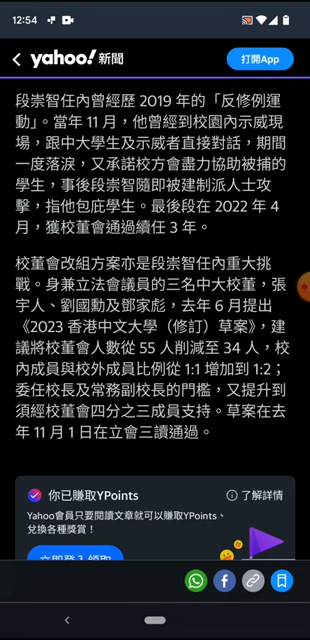 12:54
yahoo!新聞
打開App
段崇智任內曾經歷 2019 年的「反修例運
動」。當年 11 月，他曾經到校園內示威現
場，跟中大學生及示威者直接對話，期間
一度落淚，又承諾校方會盡力協助被捕的
學生，事後段崇智隨即被建制派人士攻
擊，指他包庇學生。最後段在 2022 年 4
月，獲校董會通過續任 3 年。
校董會改組方案亦是段崇智任內重大挑
戰。身兼立法會議員的三名中大校董，張
宇人、劉國勳及鄧家彪，去年 6 月提出
《2023 香港中文大學（修訂）草案》，建
議將校董會人數從 55 人削減至 34 人，校
內成員與校外成員比例從 1:1 增加到 1:2；
委任校長及常務副校長的門檻，又提升到
須經校董會四分之三成員支持。草案在去
年 11 月 1 日在立會三讀通過。
你已賺取YPoints
了解詳情
Yahoo會員只要閱讀文章就可以賺取YPoints、
兌換各種獎賞！
立即登入領取